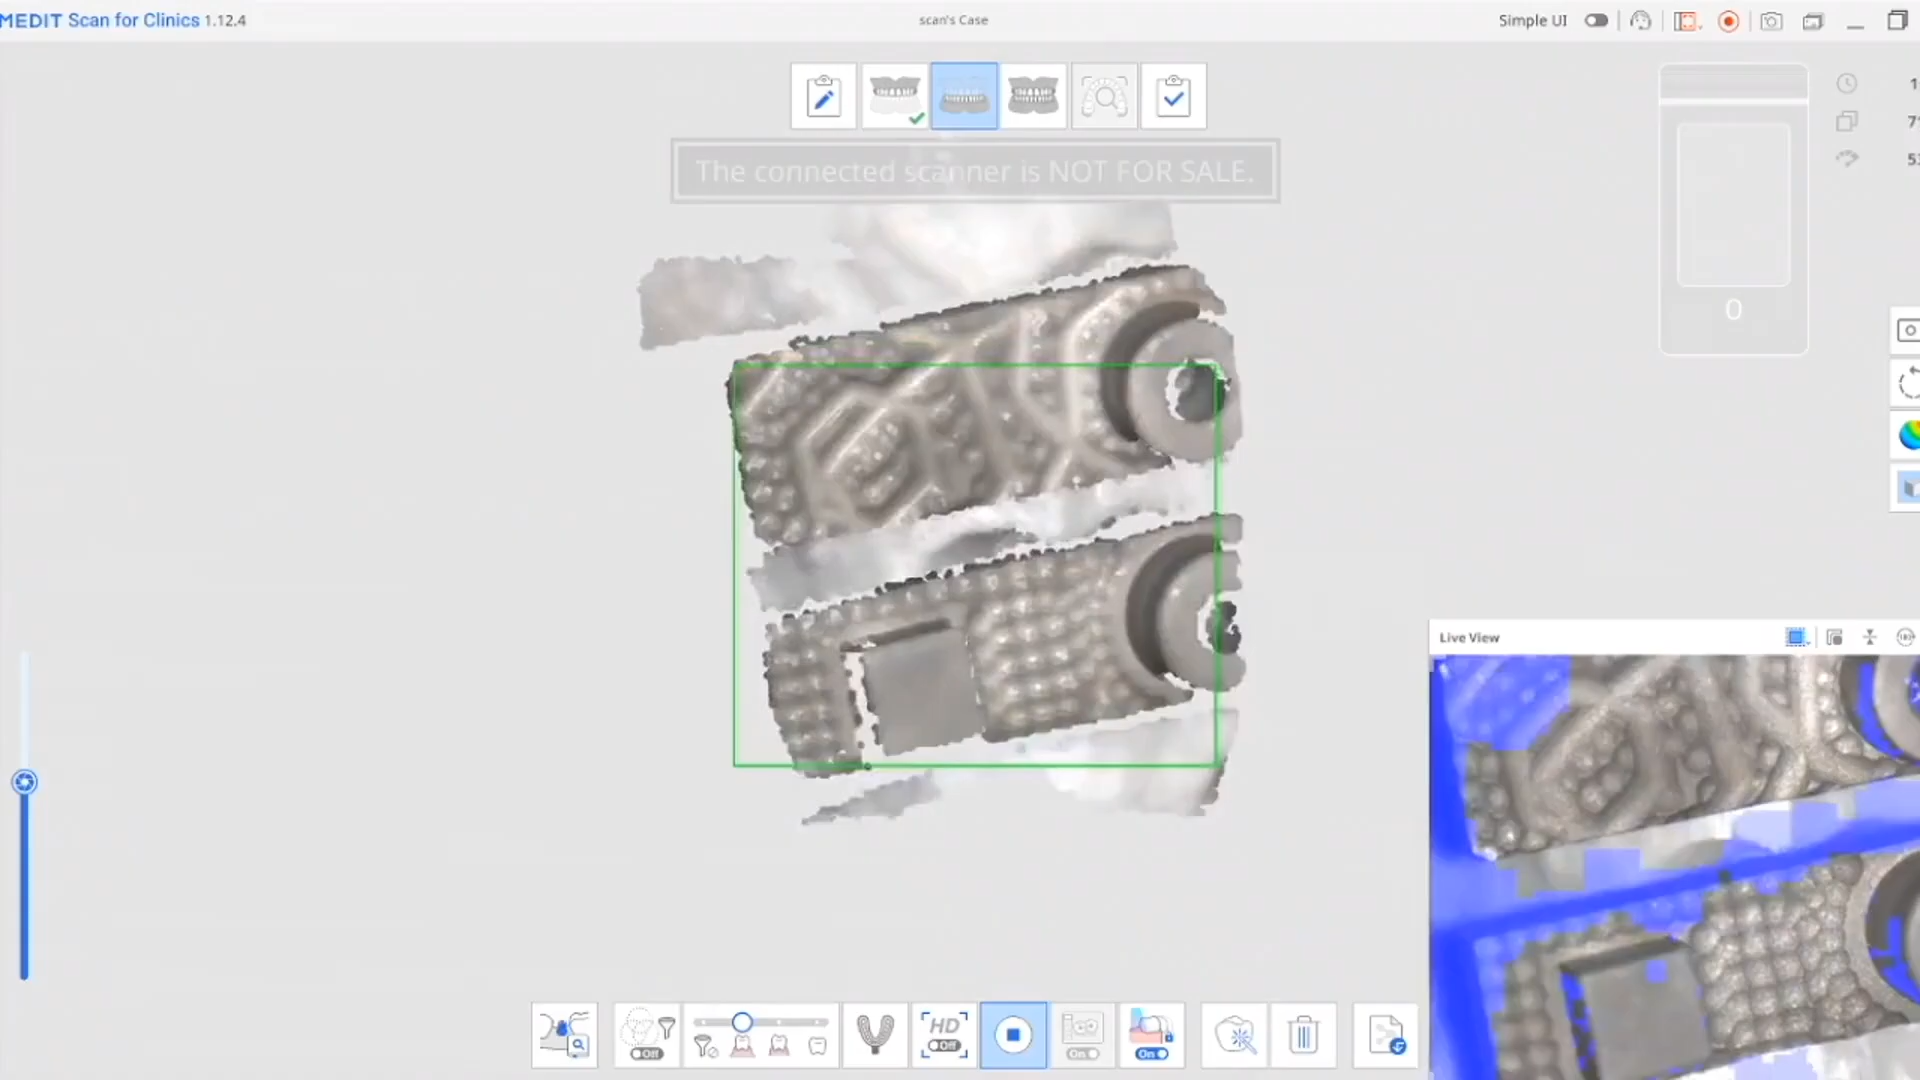 MEDIT Scan for Clinics 1.12.4
scan's Case
Simple UI
The connected scanner is NOT FOR SALE.
0
Live View
Off
HD
Off
On
On